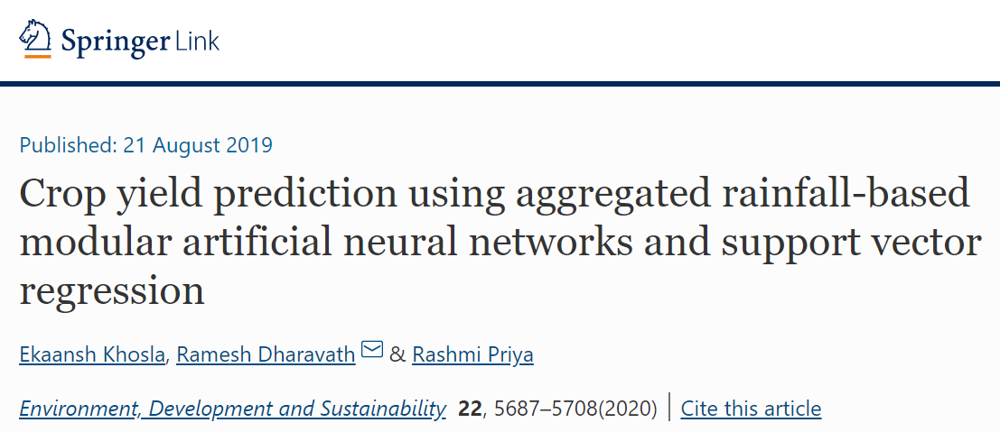 Springer Link
Published: 21 August 2019
Crop yield prediction using aggregated rainfall-based
modular artificial neural networks and support vector
regression
Ekaansh Khosla, Ramesh Dharavath & Rashmi Priya
Environment, Development and Sustainability 22, 5687–5708(2020) | Cite this article